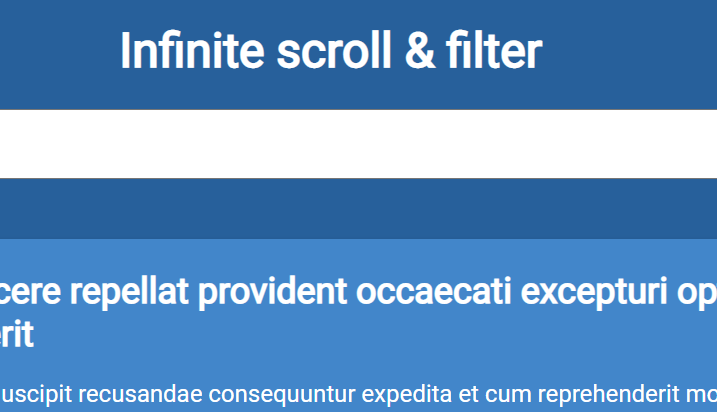 Infinite scroll & filter
cere repellat provident occaecati excepturi op
erit
uscipit recusandae consequuntur expedita et cum reprehenderit mo